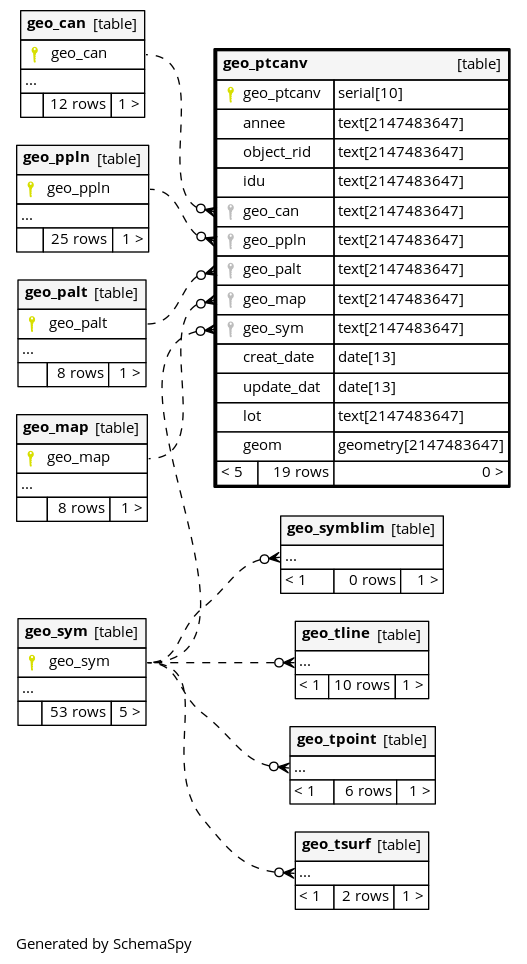 geo_can [table]
geo_can
...
12 rows 1 >
geo_ptcanv [table]
geo_ptcanv serial[10]
annee text[2147483647]
object_rid text[2147483647]
idu text[2147483647]
geo_can text[2147483647]
geo_ppln text[2147483647]
geo_palt text[2147483647]
geo_map text[2147483647]
geo_sym text[2147483647]
creat_date date[13]
update_dat date[13]
lot text[2147483647]
geom geometry[2147483647]
< 5 19 rows 0 >
geo_ppln [table]
geo_ppln
...
25 rows 1 >
geo_palt [table]
geo_palt
...
8 rows 1 >
geo_map [table]
geo_map
...
8 rows 1 >
geo_sym [table]
geo_sym
...
53 rows 5 >
geo_symblim [table]
...
< 1 0 rows 1 >
geo_tline [table]
...
< 1 10 rows 1 >
geo_tpoint [table]
...
< 1 6 rows 1 >
geo_tsurf [table]
...
< 1 2 rows 1 >
Generated by SchemaSpy